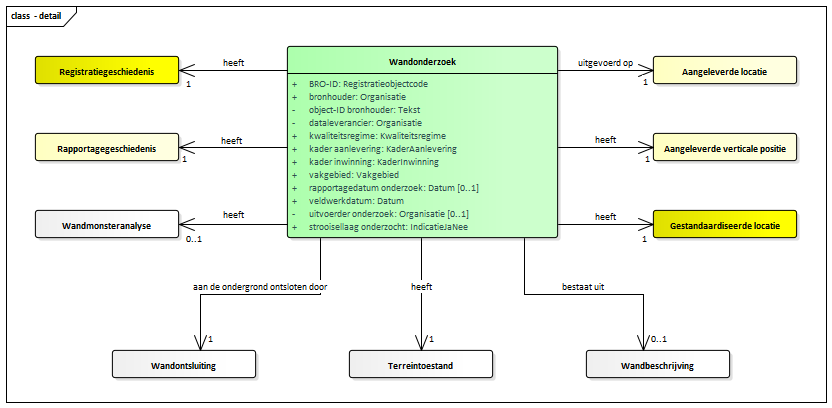 class - detail
Wandonderzoek
+ BRO-ID: Registratieobjectcode
+ bronhouder: Organisatie
- object-ID bronhouder: Tekst
- dataleverancier: Organisatie
+ kwaliteitsregime: Kwaliteitsregime
+ kader aanlevering: KaderAanlevering
+ kader inwinning: KaderInwinning
+ vakgebied: Vakgebied
+ rapportagedatum onderzoek: Datum [0..1]
+ veldwerkdatum: Datum
- uitvoerder onderzoek: Organisatie [0..1]
+ strooisellaag onderzocht: IndicatieJaNee
Registratiegeschiedenis
heeft
1
Rapportagegeschiedenis
heeft
1
Wandmonsteranalyse
heeft
0..1
uitgevoerd op
1
Aangeleverde locatie
heeft
1
Aangeleverde verticale positie
heeft
1
Gestandaardiseerde locatie
aan de ondergrond ontsloten door
1
Wandontsluiting
heeft
1
Terreintoestand
bestaat uit
0..1
Wandbeschrijving